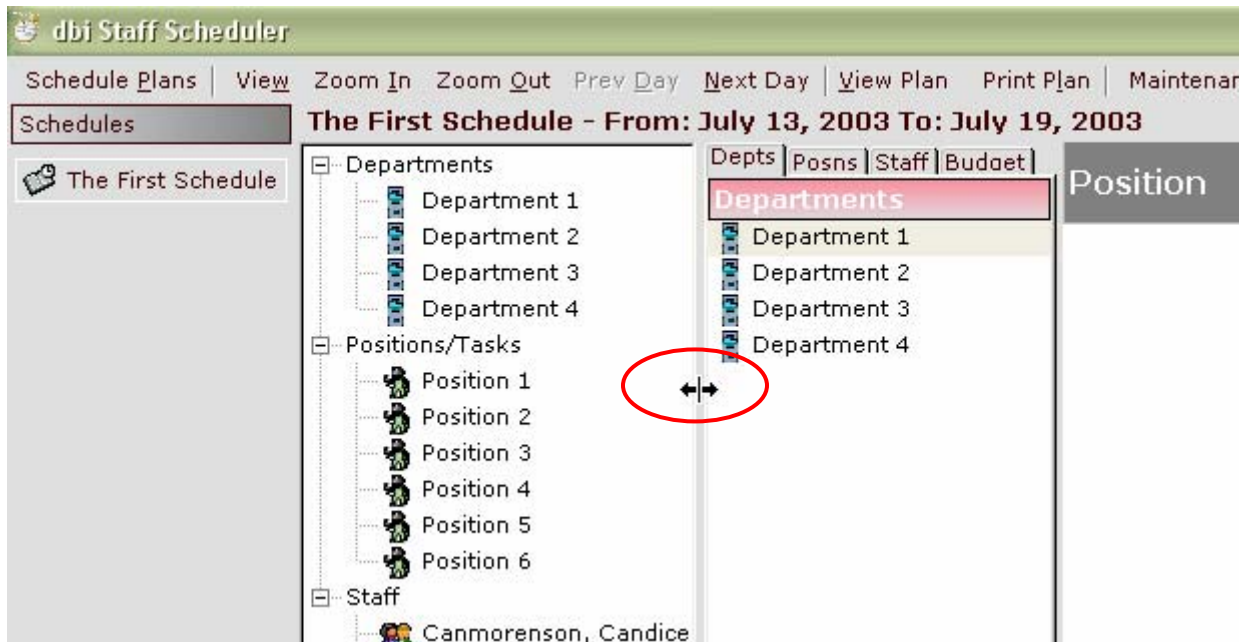 dbi Staff Scheduler
Schedule Plans View Zoom In Zoom Out Prev Day Next Day View Plan Print Plan Maintenan
Schedules
The First Schedule - From: July 13, 2003 To: July 19, 2003
The First Schedule
Departments
Department 1
Department 2
Department 3
Department 4
Positions/Tasks
Position 1
Position 2
Position 3
Position 4
Position 5
Position 6
Staff
Canmorenson, Candice
Depts Posns Staff Budget
Departments
Department 1
Department 2
Department 3
Department 4
Position